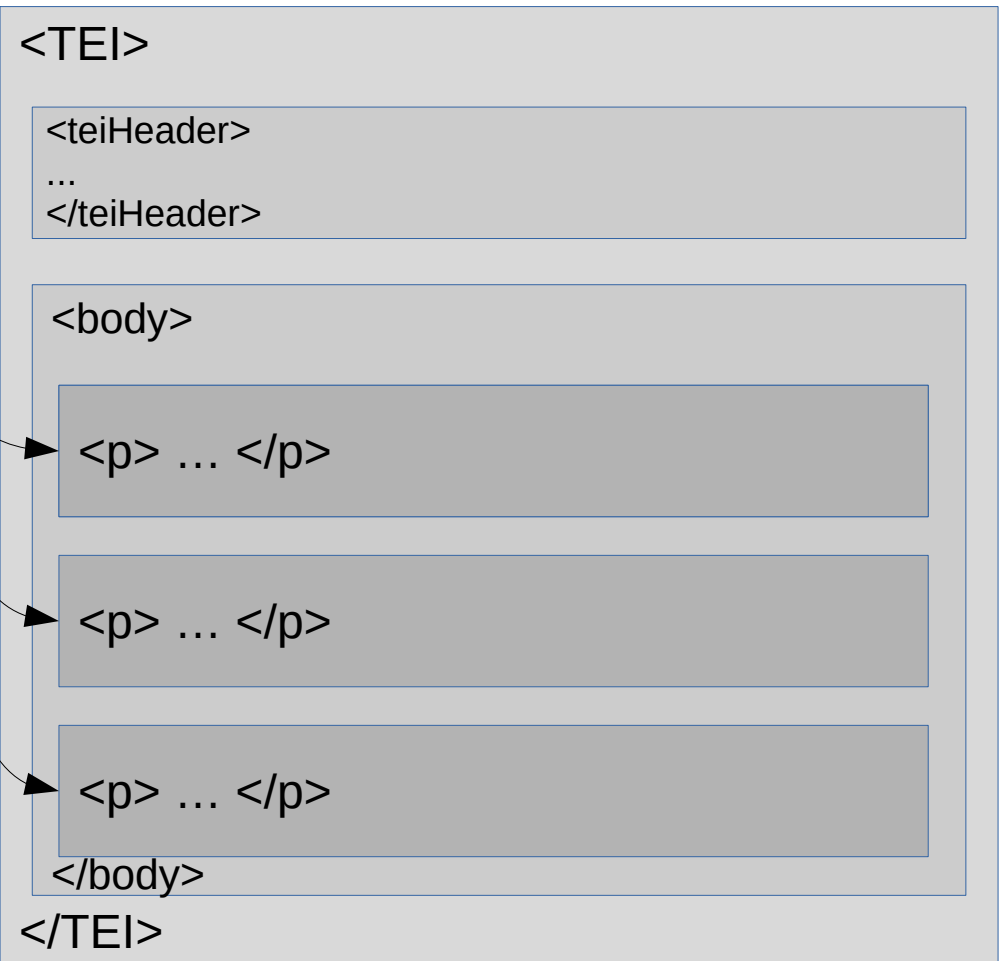 <TEI>
<teiHeader>
...
</teiHeader>
<body>
<p> … </p>
<p> … </p>
<p> … </p>
</body>
</TEI>